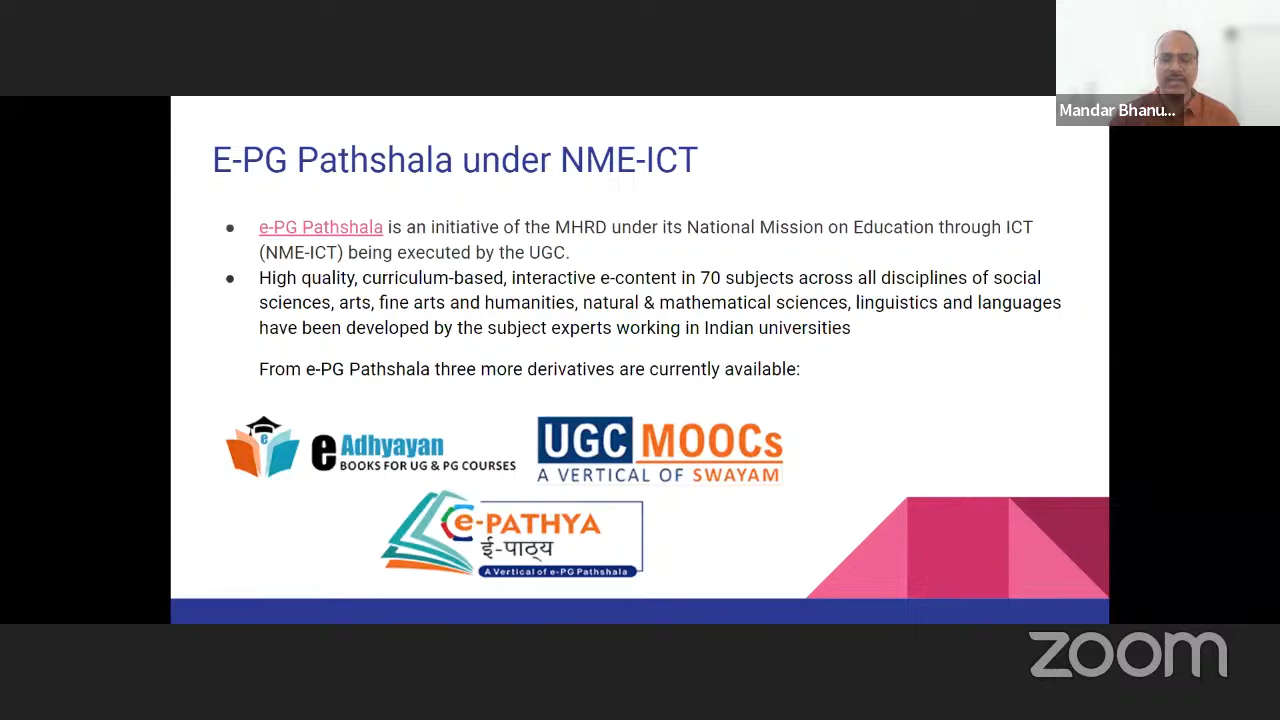 Mandar Bhanu...
E-PG Pathshala under NME-ICT
● e-PG Pathshala is an initiative of the MHRD under its National Mission on Education through ICT
(NME-ICT) being executed by the UGC.
● High quality, curriculum-based, interactive e-content in 70 subjects across all disciplines of social
sciences, arts, fine arts and humanities, natural & mathematical sciences, linguistics and languages
have been developed by the subject experts working in Indian universities
From e-PG Pathshala three more derivatives are currently available:
e
e Adhyayan
BOOKS FOR UG & PG COURSES
UGC MOOCs
A VERTICAL OF SWAYAM
e-PATHYA
ई-पाठ्य
A Vertical of e-PG Pathshala
zoom